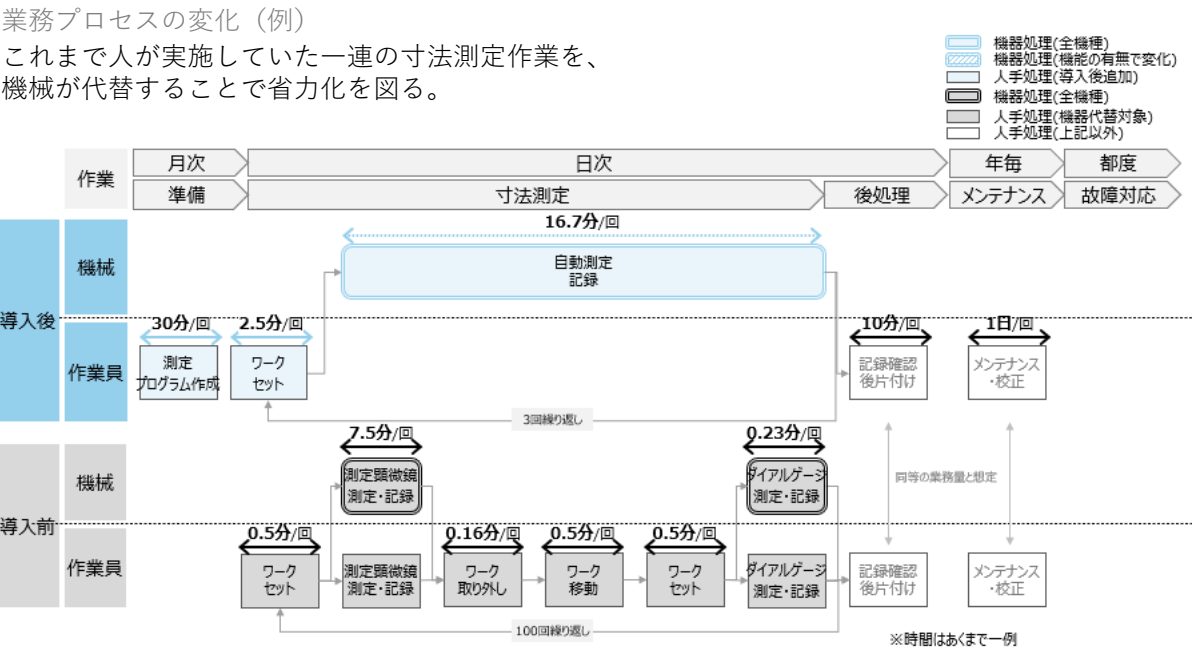 業務プロセスの変化（例）
これまで人が実施していた一連の寸法測定作業を、
機械が代替することで省力化を図る。
機器処理(全機種)
機器処理(機能の有無で変化)
人手処理(導入後追加)
機器処理(全機種)
人手処理(機器代替対象)
人手処理(上記以外)
作業
月次
日次
年毎
都度
準備
寸法測定
後処理
メンテナンス
故障対応
導入後
機械
16.7分/回
自動測定
記録
作業員
30分/回
2.5分/回
10分/回
1日/回
測定
プログラム作成
ワーク
セット
記録確認
後片付け
メンテナンス
・校正
3回繰り返し
導入前
機械
7.5分/回
0.23分/回
測定顕微鏡
測定・記録
ダイアルゲージ
測定・記録
同等の業務量と想定
作業員
0.5分/回
0.16分/回
0.5分/回
0.5分/回
ワーク
セット
測定顕微鏡
測定・記録
ワーク
取り外し
ワーク
移動
ワーク
セット
ダイアルゲージ
測定・記録
記録確認
後片付け
メンテナンス
・校正
100回繰り返し
※時間はあくまで一例